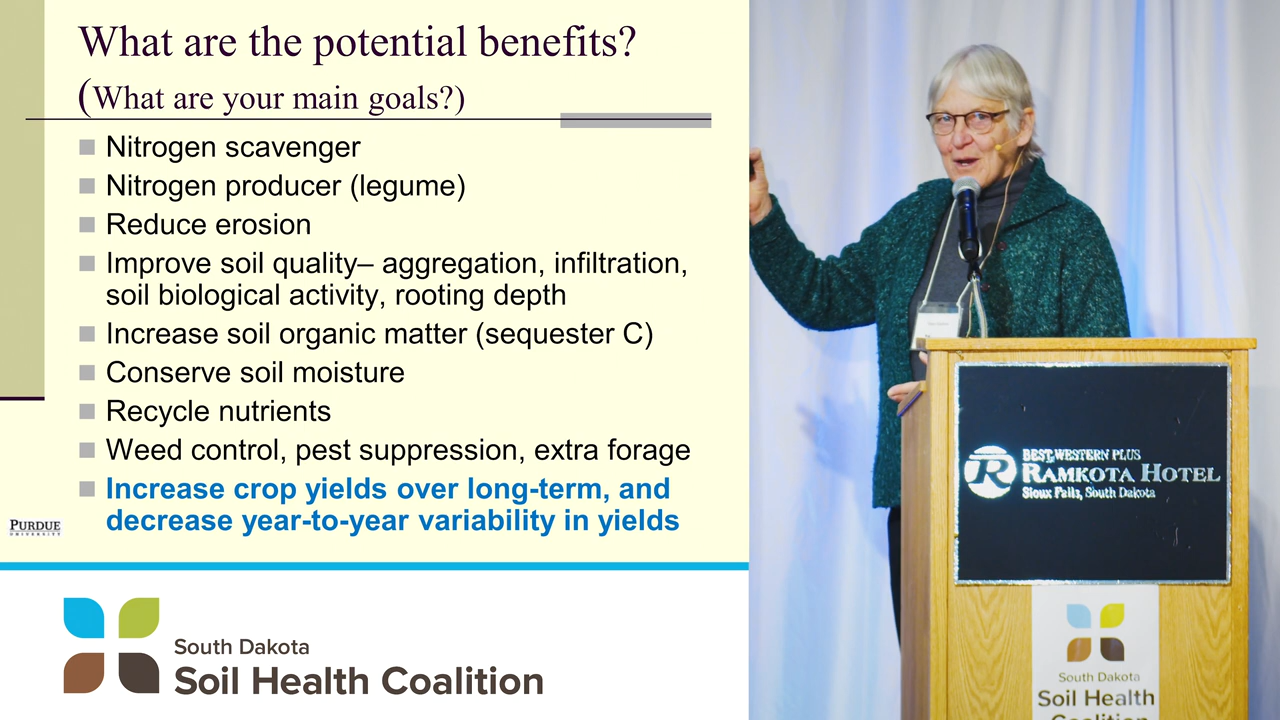 What are the potential benefits?
(What are your main goals?)
Nitrogen scavenger
Nitrogen producer (legume)
Reduce erosion
Improve soil quality– aggregation, infiltration,
soil biological activity, rooting depth
Increase soil organic matter (sequester C)
Conserve soil moisture
Recycle nutrients
Weed control, pest suppression, extra forage
Increase crop yields over long-term, and
decrease year-to-year variability in yields
PURDUE
UNIVERSITY
South Dakota
Soil Health Coalition
R
BEST WESTERN PLUS
RAMKOTA HOTEL
Sioux Falls, South Dakota
South Dakota
Soil Health
Coalition